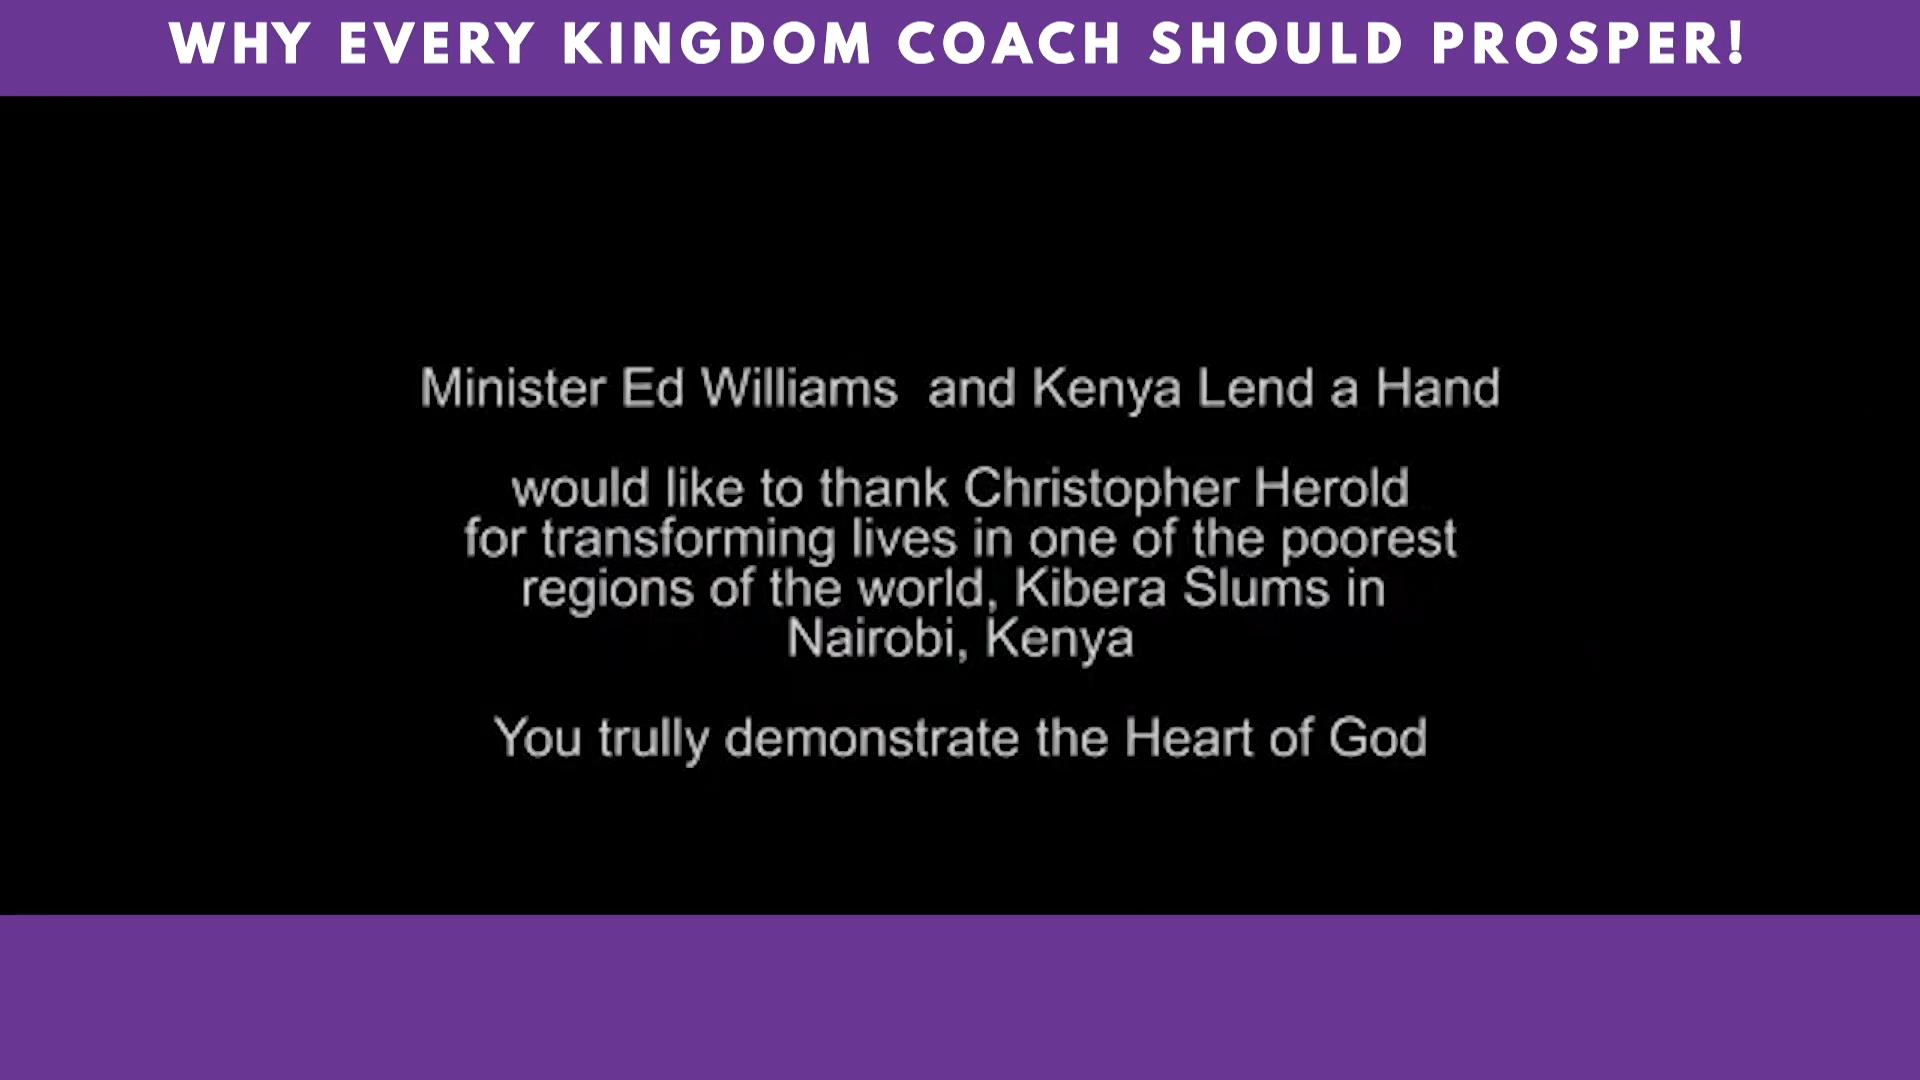 WHY EVERY KINGDOM COACH SHOULD PROSPER!
Minister Ed Williams  and Kenya Lend a Hand
would like to thank Christopher Herold
for transforming lives in one of the poorest
regions of the world, Kibera Slums in
Nairobi, Kenya
You trully demonstrate the Heart of God